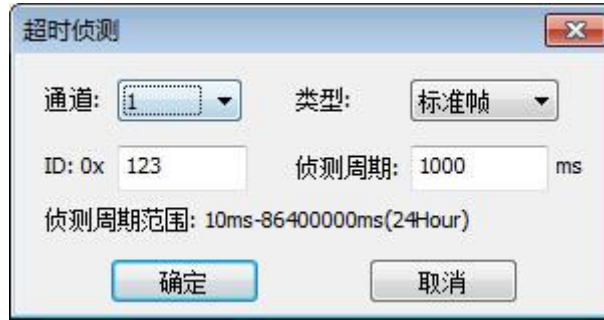 超时侦测
通道: 1 类型: 标准帧
ID: 0x 123 侦测周期: 1000 ms
侦测周期范围: 10ms-86400000ms(24Hour)
确定 取消